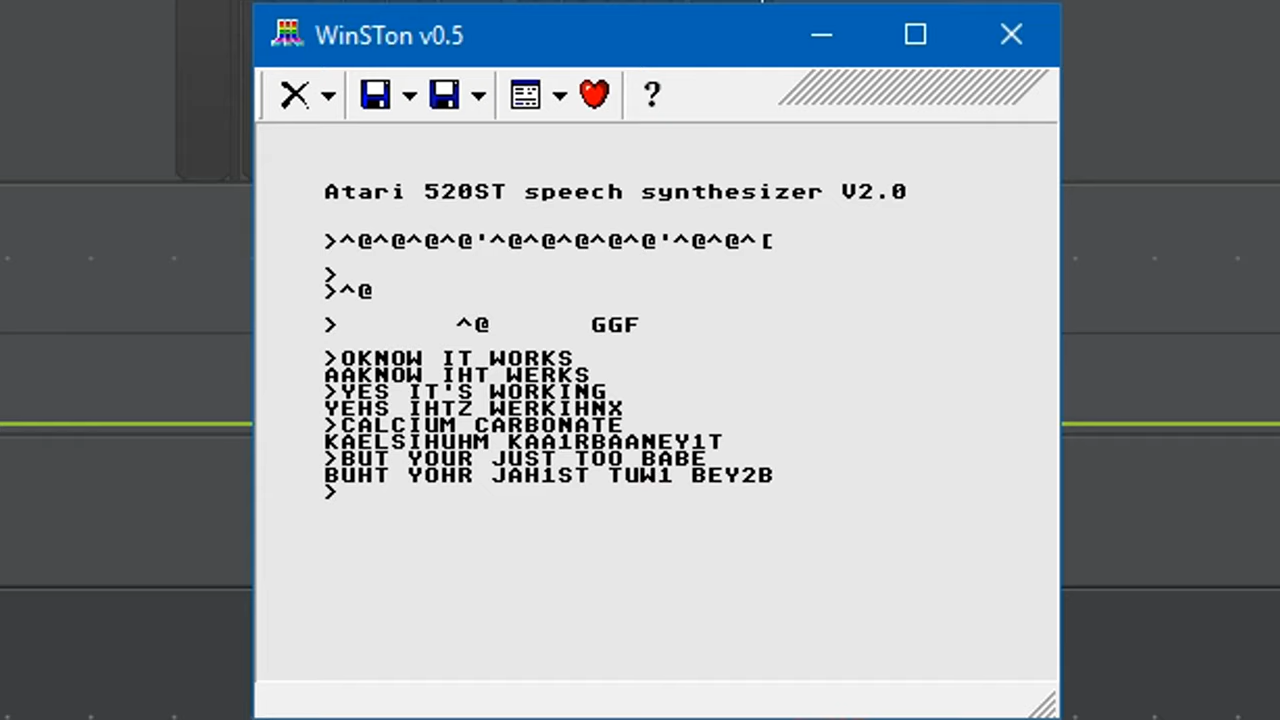 WinSTon v0.5
?
Atari 520ST speech synthesizer V2.0
>^@^@^@^@'^@^@^@^@^@'^@^@^[
>
>^@
> ^@ GGF
>OKNOW IT WORKS
AAKNOW IHT WERKS
>YES IT'S WORKING
YEHS IHTZ WERKIHNX
>CALCIUM CARBONATE
KAELSIHUHM KAA1RBAANEY1T
>BUT YOUR JUST TOO BABE
BUHT YOHR JAH1ST TUW1 BEY2B
>